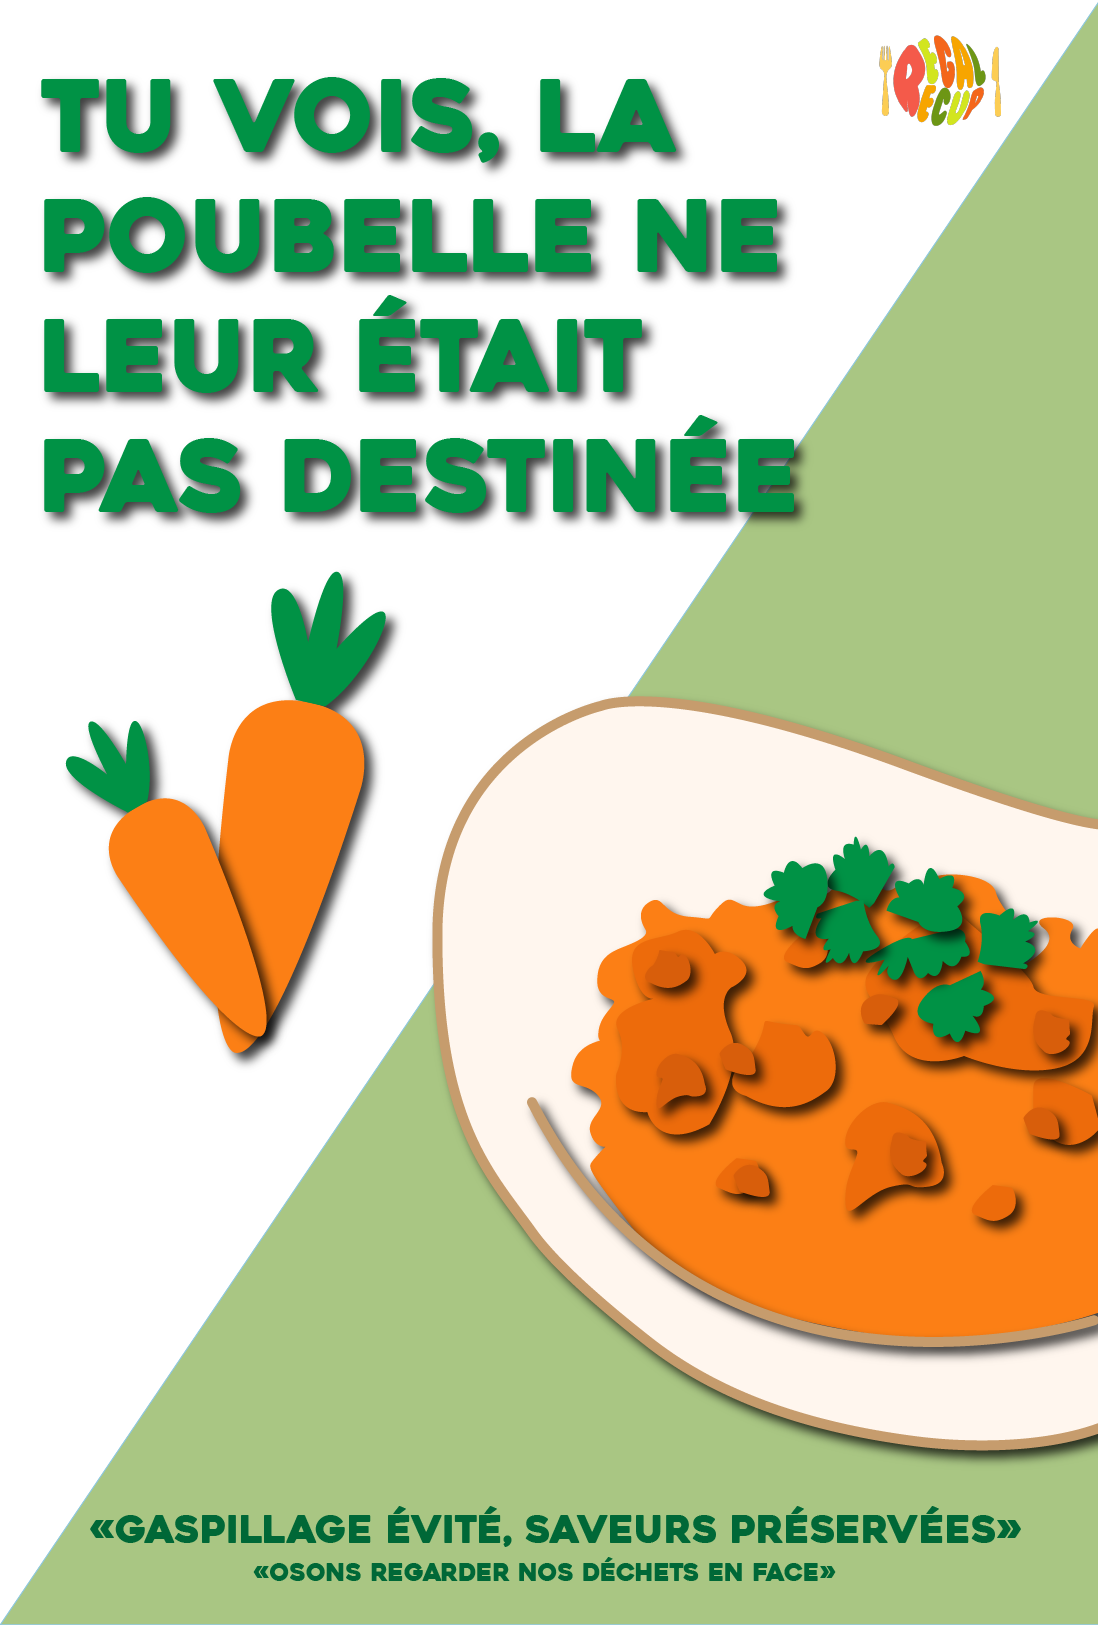 REGAL
RECUP
TU VOIS, LA
POUBELLE NE
LEUR ÉTAIT
PAS DESTINÉE
«GASPILLAGE ÉVITÉ, SAVEURS PRÉSERVÉES»
«OSONS REGARDER NOS DÉCHETS EN FACE»